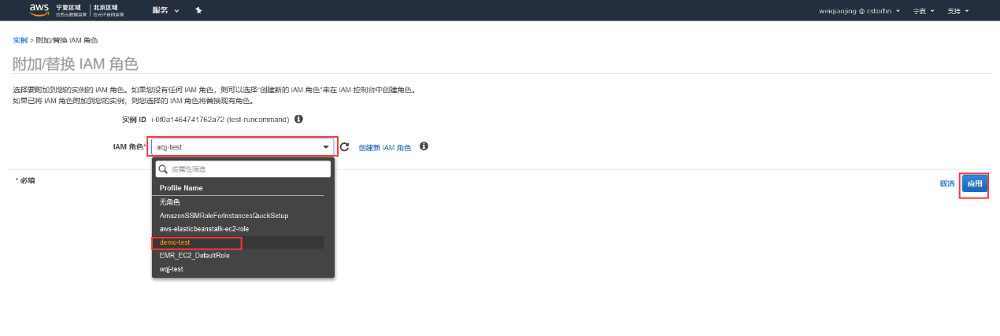 aws 宁夏区域 北京区域 服务 weiqiaojing @ cstorhn 宁夏 支持
由西云数据运营 由光环新网运营
实例 > 附加/替换 IAM 角色
附加/替换 IAM 角色
选择要附加到您的实例的 IAM 角色。如果您没有任何 IAM 角色，则可以选择"创建新的 IAM 角色"来在 IAM 控制台中创建角色。
如果已将 IAM 角色附加到您的实例，则您选择的 IAM 角色将替换现有角色。
实例 ID i-0f0a1464741762a72 (test-runcommand)
IAM 角色* wqj-test 创建新 IAM 角色
按属性筛选
* 必填 取消 应用
Profile Name
无角色
AmazonSSMRoleForInstancesQuickSetup
aws-elasticbeanstalk-ec2-role
demo-test
EMR_EC2_DefaultRole
wqj-test